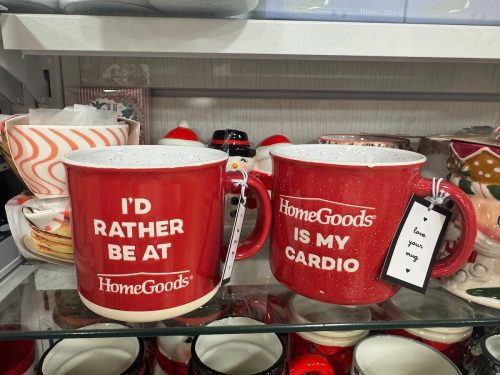 I'D
RATHER
BE AT
HomeGoods®
HomeGoods®
IS MY
CARDIO
love
your
mug